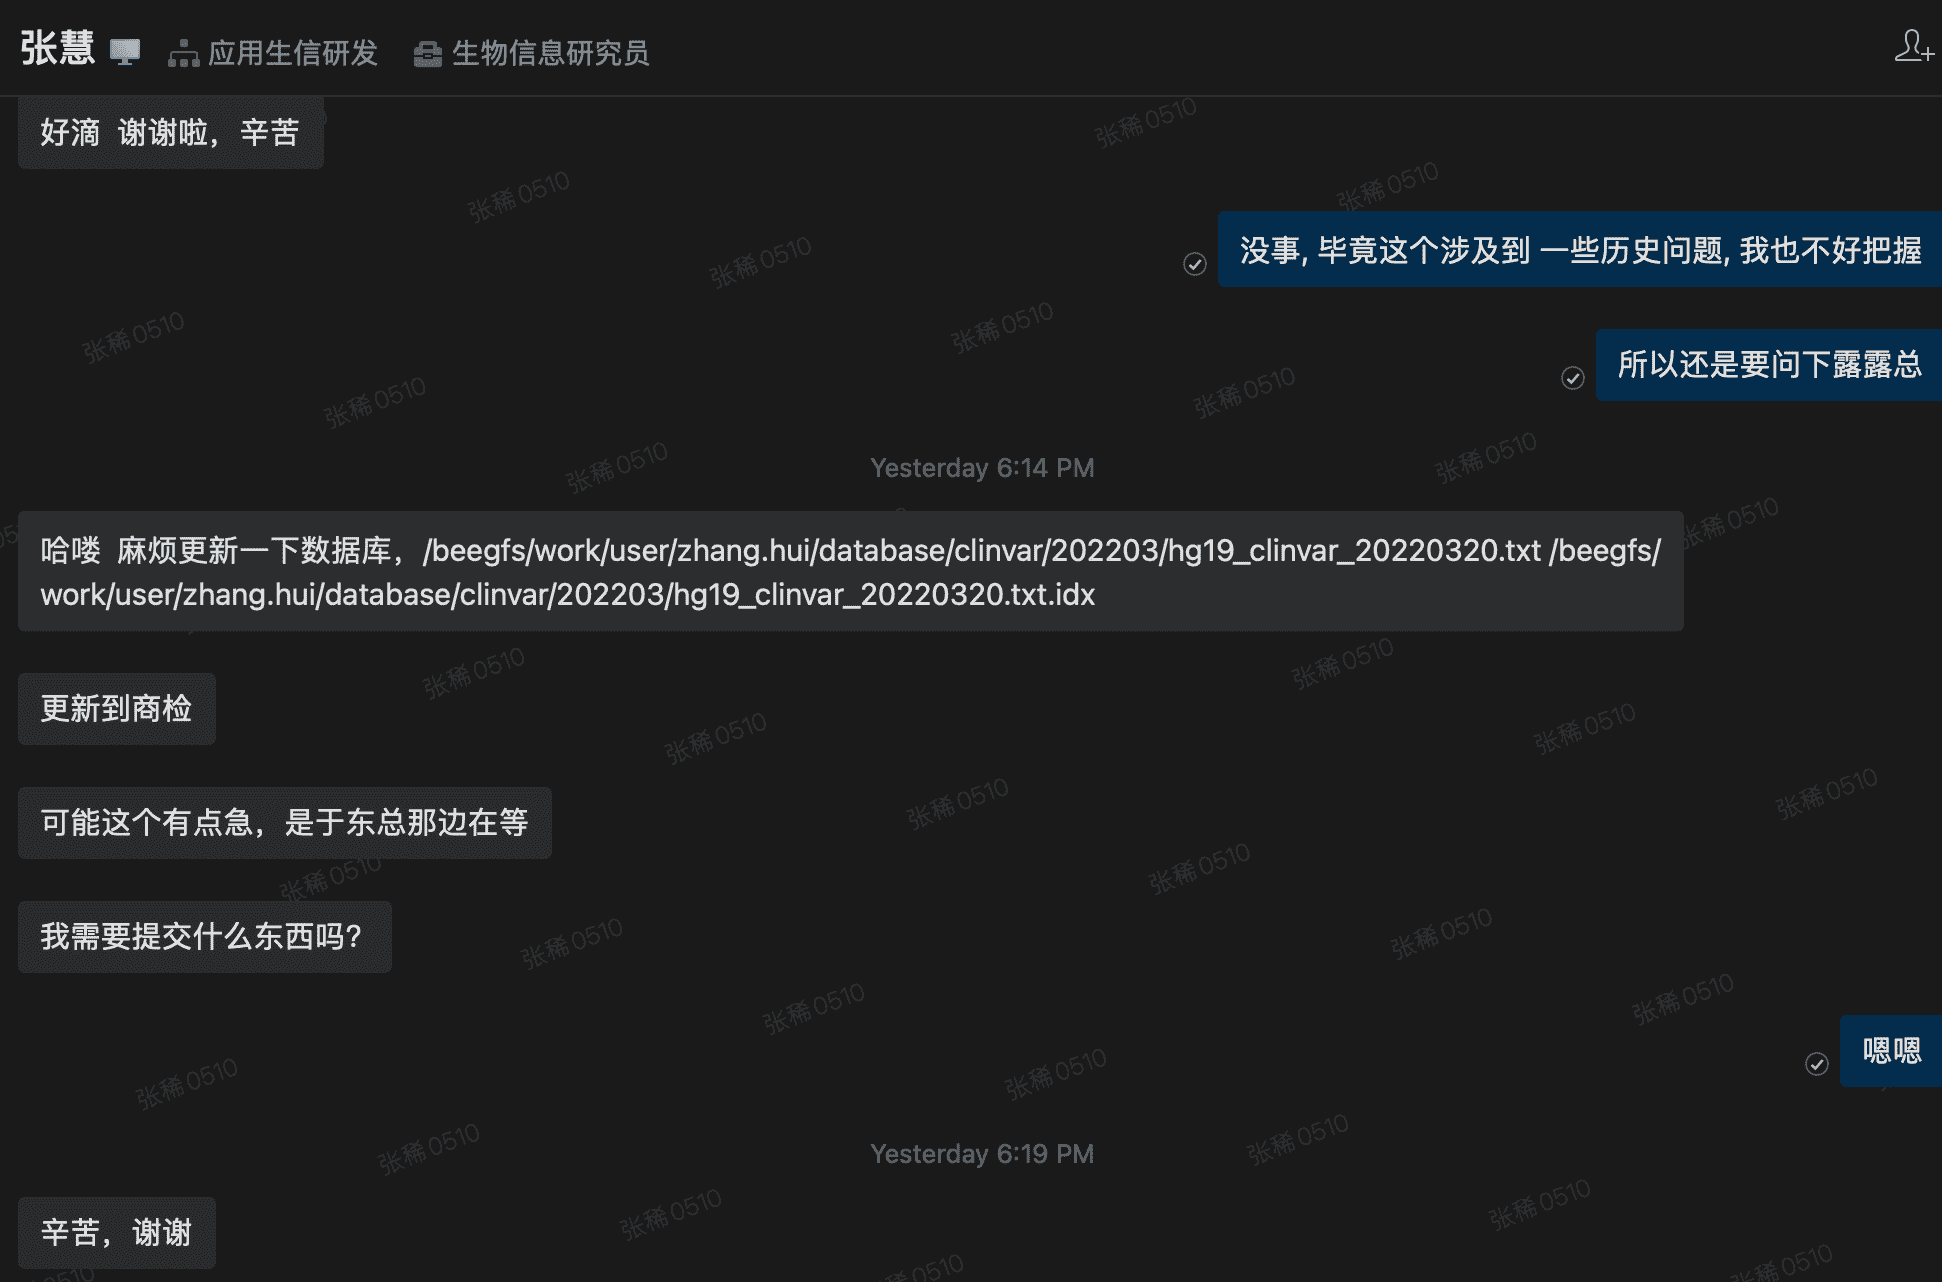 张慧 应用生信研发 生物信息研究员
好滴 谢谢啦，辛苦
没事, 毕竟这个涉及到 一些历史问题, 我也不好把握
所以还是要问下露露总
Yesterday 6:14 PM
哈喽 麻烦更新一下数据库，/beegfs/work/user/zhang.hui/database/clinvar/202203/hg19_clinvar_20220320.txt /beegfs/
work/user/zhang.hui/database/clinvar/202203/hg19_clinvar_20220320.txt.idx
更新到商检
可能这个有点急，是于东总那边在等
我需要提交什么东西吗？
嗯嗯
Yesterday 6:19 PM
辛苦，谢谢
张稀0510